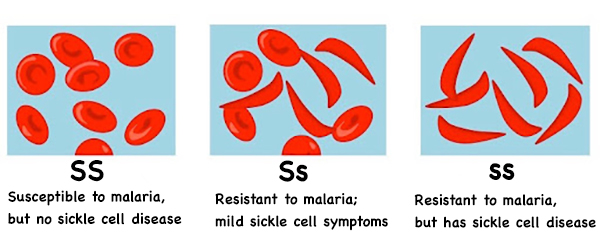 SS
Susceptible to malaria,
but no sickle cell disease
Ss
Resistant to malaria;
mild sickle cell symptoms
ss
Resistant to malaria,
but has sickle cell disease